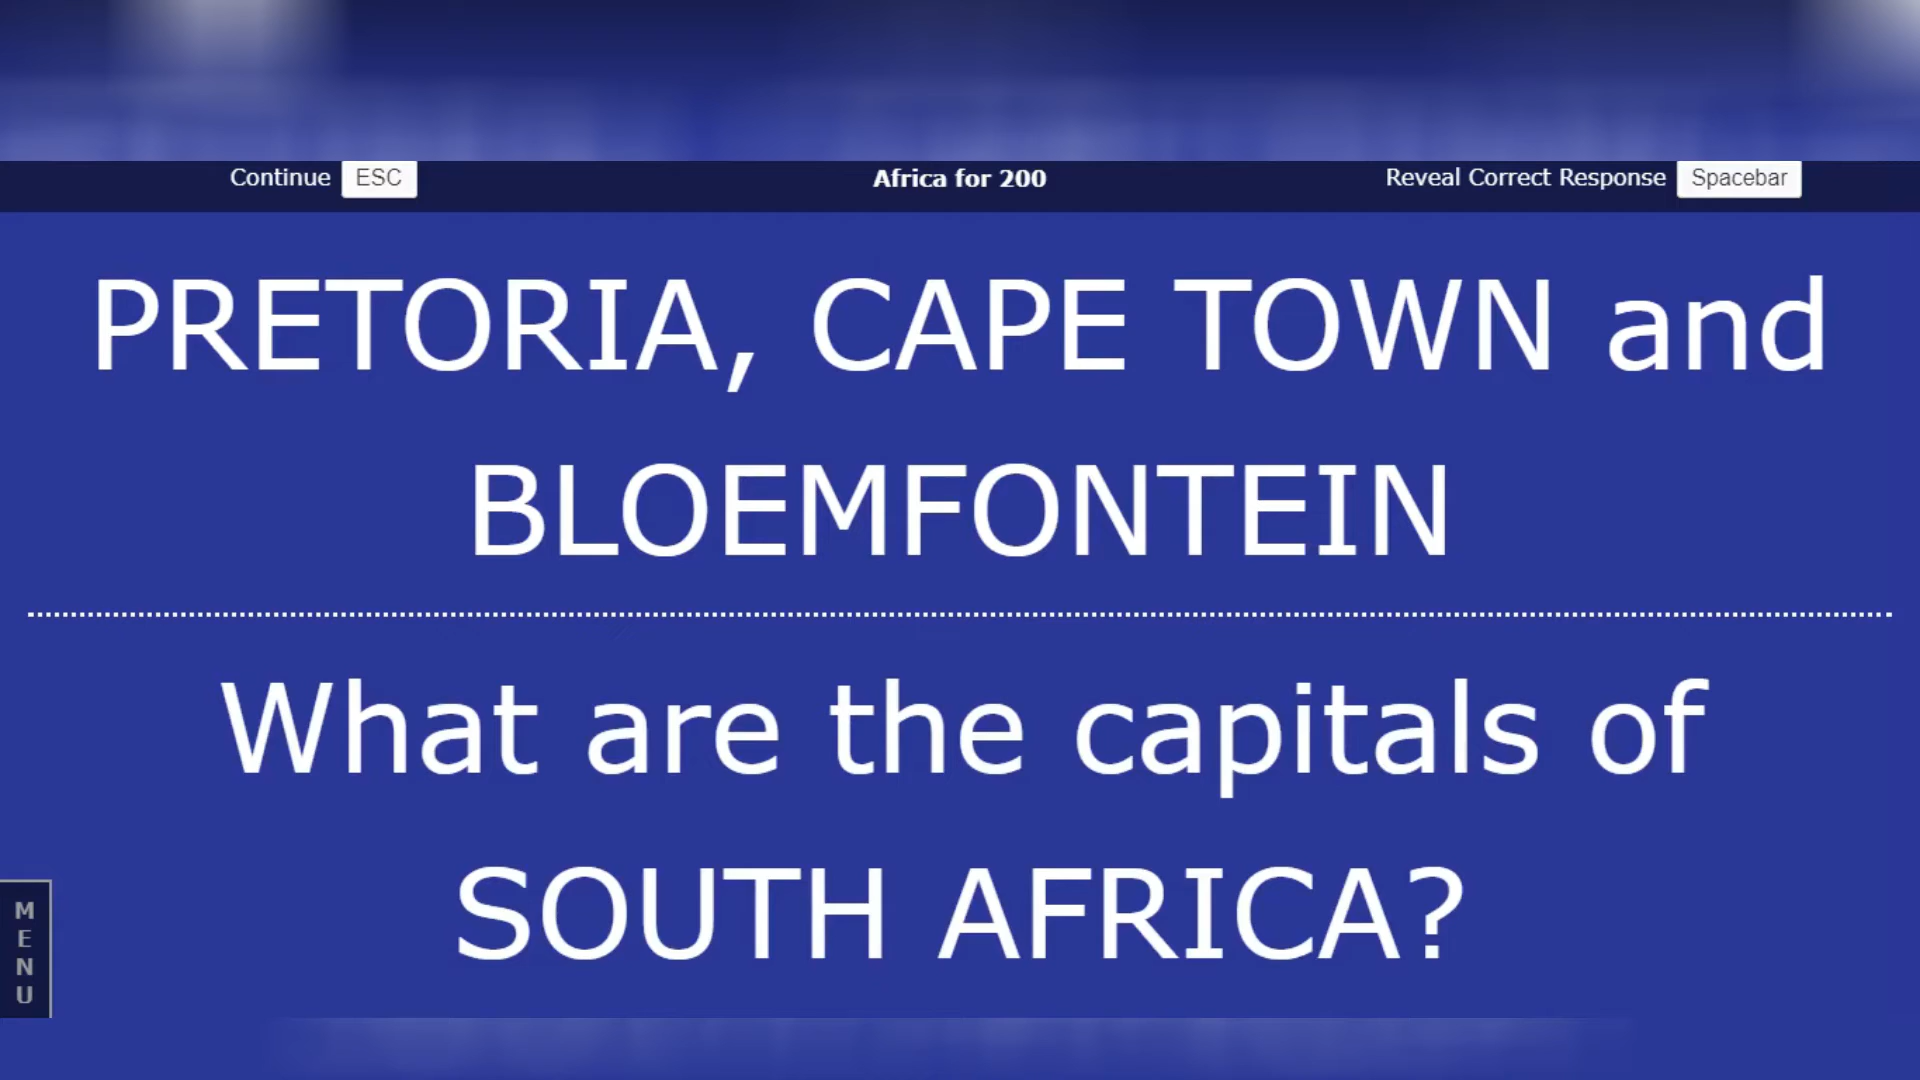 Continue ESC Africa for 200 Reveal Correct Response Spacebar
PRETORIA, CAPE TOWN and
BLOEMFONTEIN
What are the capitals of
SOUTH AFRICA?
MENU